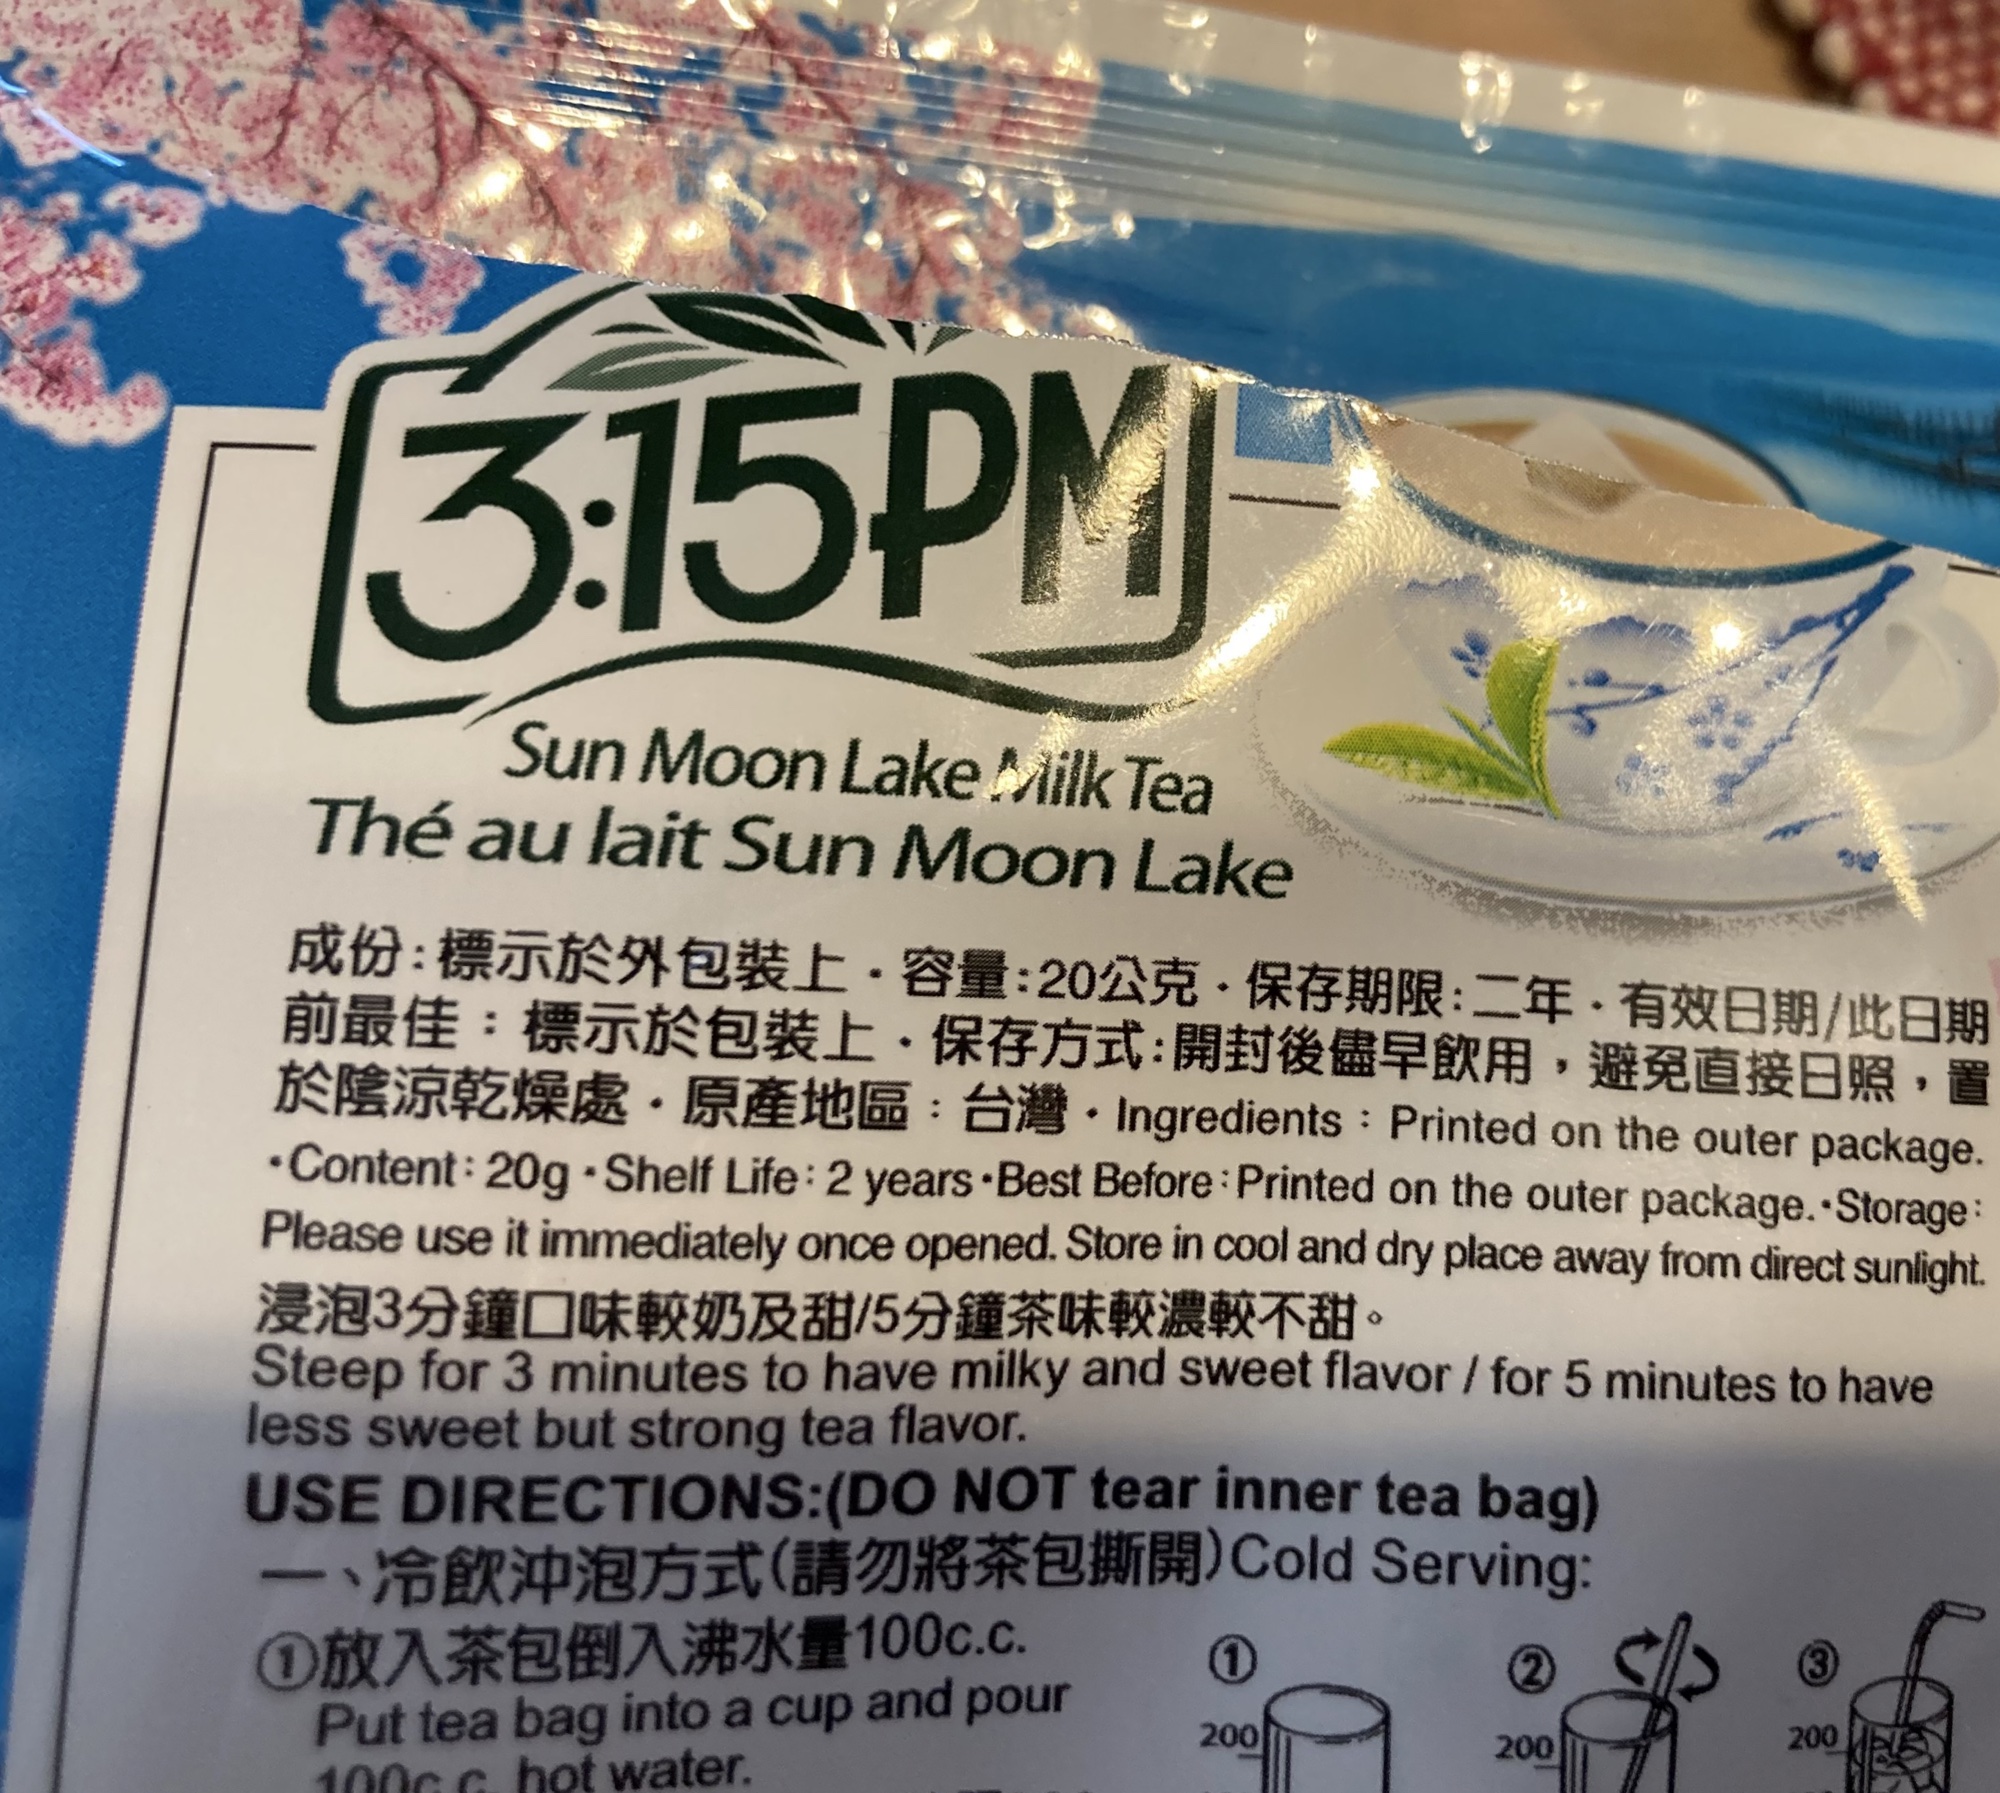 3:15PM
Sun Moon Lake Milk Tea
Thé au lait Sun Moon Lake
成份:標示於外包裝上・容量:20公克・保存期限:二年・有效日期/此日期
前最佳：標示於包裝上・保存方式:開封後儘早飲用，避免直接日照，置
於陰涼乾燥處・原產地區：台灣・Ingredients：Printed on the outer package.
・Content：20g・Shelf Life：2 years・Best Before：Printed on the outer package.・Storage：
Please use it immediately once opened. Store in cool and dry place away from direct sunlight.
浸泡3分鐘口味較奶及甜/5分鐘茶味較濃較不甜。
Steep for 3 minutes to have milky and sweet flavor / for 5 minutes to have
less sweet but strong tea flavor.
USE DIRECTIONS:(DO NOT tear inner tea bag)
一、冷飲沖泡方式(請勿將茶包撕開)Cold Serving:
①放入茶包倒入沸水量100c.c.
Put tea bag into a cup and pour
100c.c. hot water.
① ② ③
200 200 200